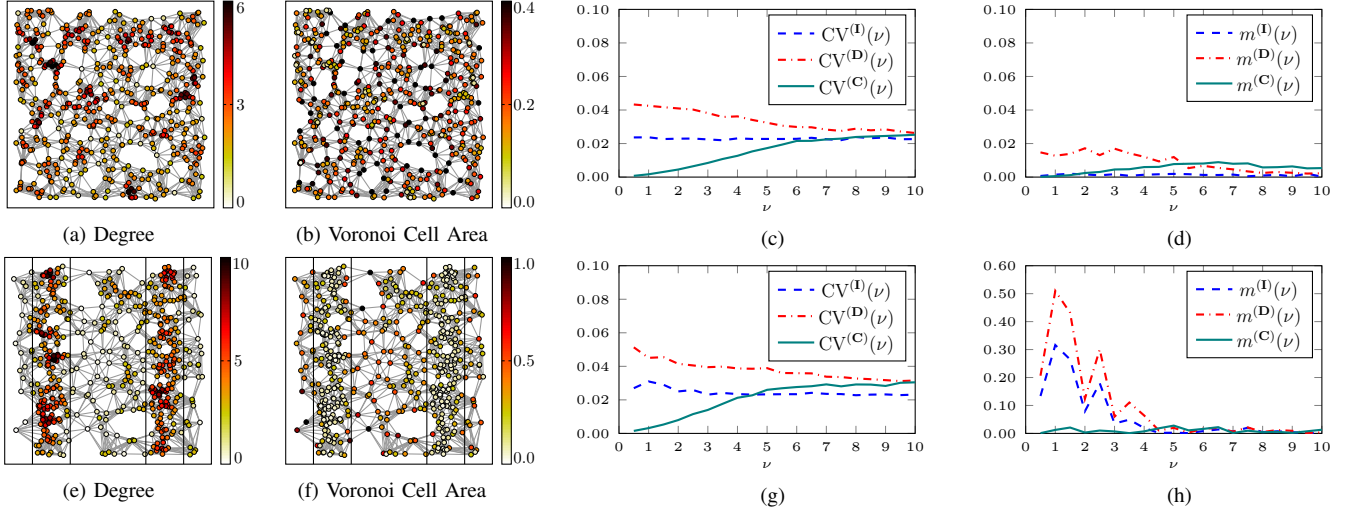 6
3
0.0
(a) Degree
0.4
0.2
0.0
(b) Voronoi Cell Area
0.10
0.08
0.06
0.04
0.02
0.00
CV^(I)(ν)
CV^(D)(ν)
CV^(C)(ν)
0 1 2 3 4 5 6 7 8 9 10
ν
(c)
0.10
0.08
0.06
0.04
0.02
0.00
m^(I)(ν)
m^(D)(ν)
m^(C)(ν)
0 1 2 3 4 5 6 7 8 9 10
ν
(d)
10
5
0.0
(e) Degree
1.0
0.5
0.0
(f) Voronoi Cell Area
0.10
0.08
0.06
0.04
0.02
0.00
CV^(I)(ν)
CV^(D)(ν)
CV^(C)(ν)
0 1 2 3 4 5 6 7 8 9 10
ν
(g)
0.60
0.50
0.40
0.30
0.20
0.10
0.00
m^(I)(ν)
m^(D)(ν)
m^(C)(ν)
0 1 2 3 4 5 6 7 8 9 10
ν
(h)